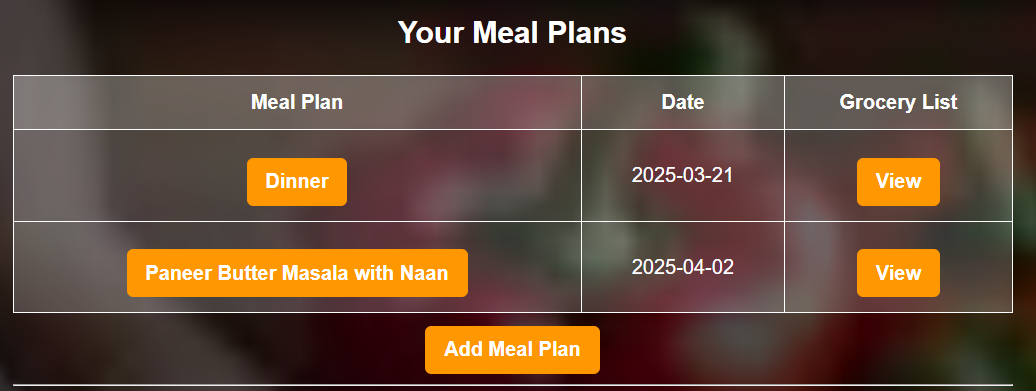 Your Meal Plans
Meal Plan Date Grocery List
Dinner 2025-03-21 View
Paneer Butter Masala with Naan 2025-04-02 View
Add Meal Plan